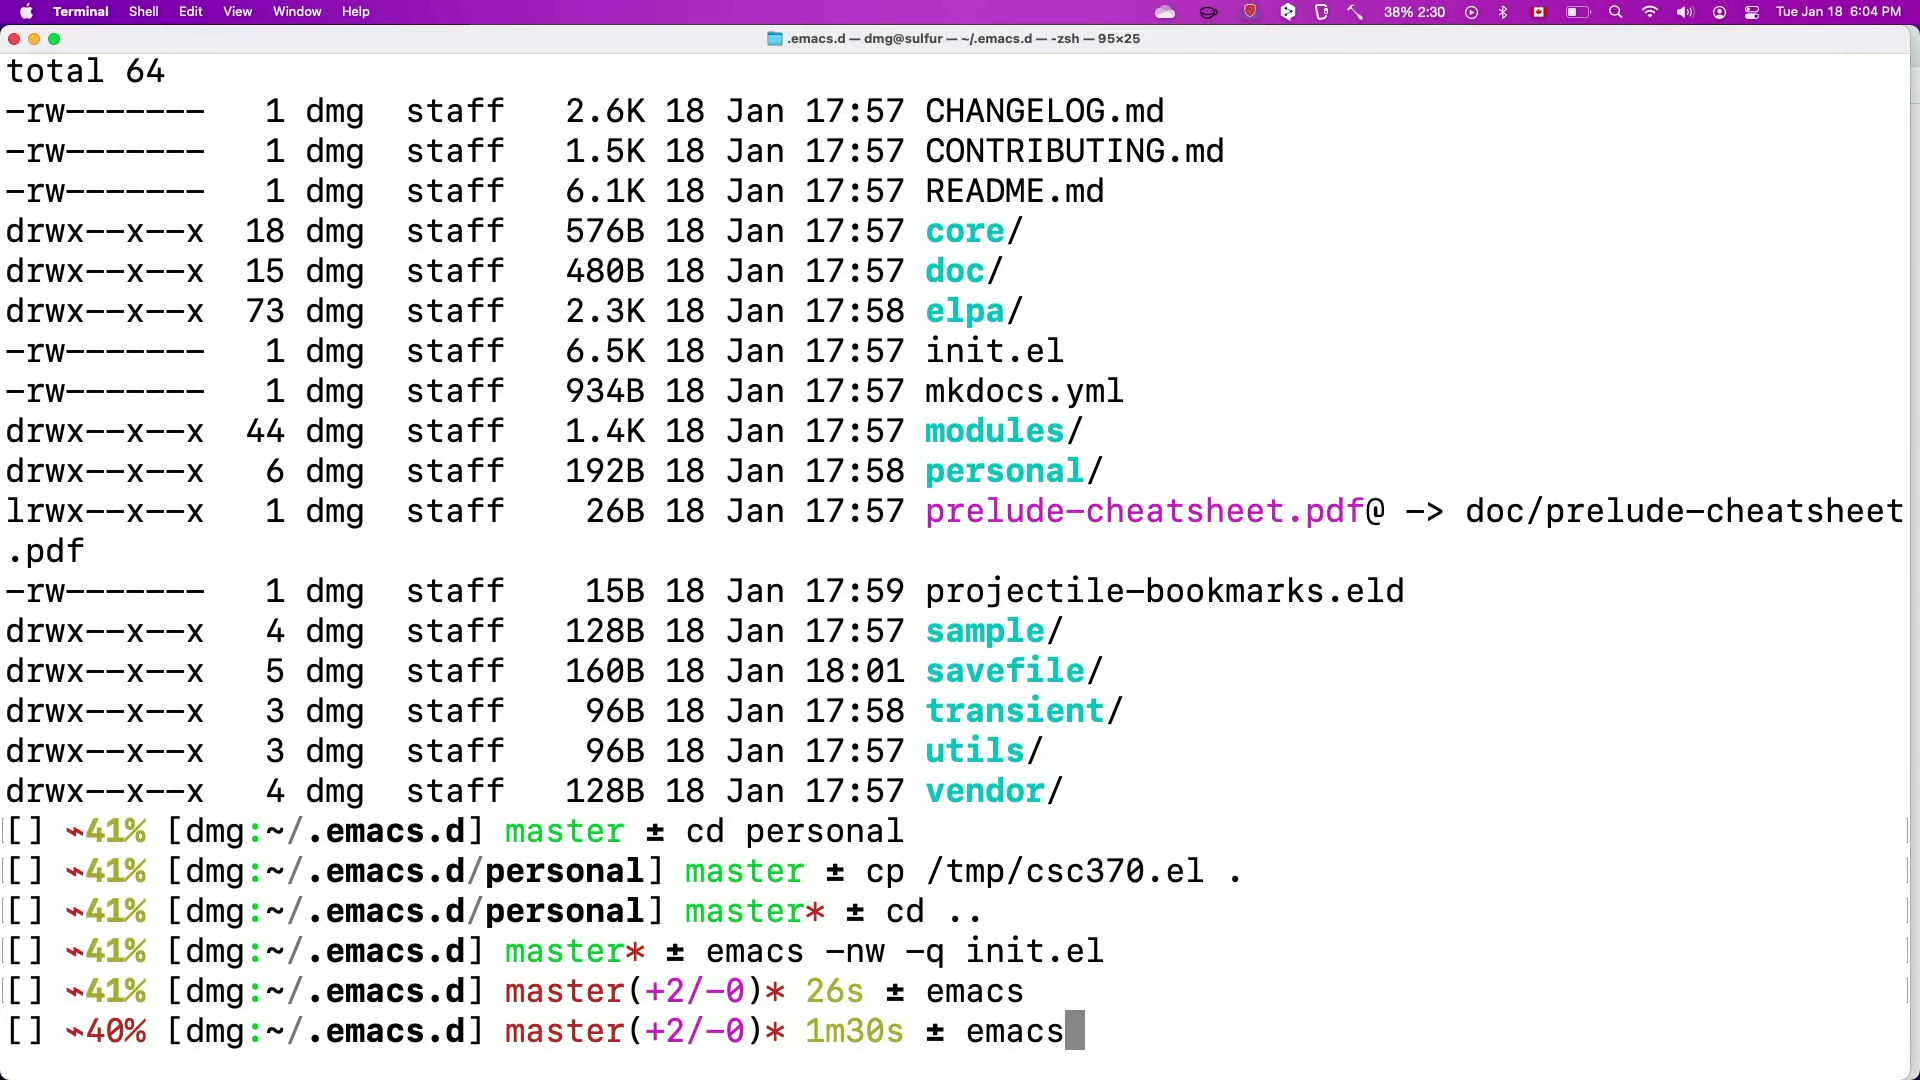 Terminal Shell Edit View Window Help 38% 2:30 Tue Jan 18 6:04 PM
.emacs.d — dmg@sulfur — ~/.emacs.d — -zsh — 95×25
total 64
-rw------- 1 dmg staff 2.6K 18 Jan 17:57 CHANGELOG.md
-rw------- 1 dmg staff 1.5K 18 Jan 17:57 CONTRIBUTING.md
-rw------- 1 dmg staff 6.1K 18 Jan 17:57 README.md
drwx--x--x 18 dmg staff 576B 18 Jan 17:57 core/
drwx--x--x 15 dmg staff 480B 18 Jan 17:57 doc/
drwx--x--x 73 dmg staff 2.3K 18 Jan 17:58 elpa/
-rw------- 1 dmg staff 6.5K 18 Jan 17:57 init.el
-rw------- 1 dmg staff 934B 18 Jan 17:57 mkdocs.yml
drwx--x--x 44 dmg staff 1.4K 18 Jan 17:57 modules/
drwx--x--x 6 dmg staff 192B 18 Jan 17:58 personal/
lrwx--x--x 1 dmg staff 26B 18 Jan 17:57 prelude-cheatsheet.pdf@ -> doc/prelude-cheatsheet
.pdf
-rw------- 1 dmg staff 15B 18 Jan 17:59 projectile-bookmarks.eld
drwx--x--x 4 dmg staff 128B 18 Jan 17:57 sample/
drwx--x--x 5 dmg staff 160B 18 Jan 18:01 savefile/
drwx--x--x 3 dmg staff 96B 18 Jan 17:58 transient/
drwx--x--x 3 dmg staff 96B 18 Jan 17:57 utils/
drwx--x--x 4 dmg staff 128B 18 Jan 17:57 vendor/
[] ⌁41% [dmg:~/.emacs.d] master ± cd personal
[] ⌁41% [dmg:~/.emacs.d/personal] master ± cp /tmp/csc370.el .
[] ⌁41% [dmg:~/.emacs.d/personal] master* ± cd ..
[] ⌁41% [dmg:~/.emacs.d] master* ± emacs -nw -q init.el
[] ⌁41% [dmg:~/.emacs.d] master(+2/-0)* 26s ± emacs
[] ⌁40% [dmg:~/.emacs.d] master(+2/-0)* 1m30s ± emacs